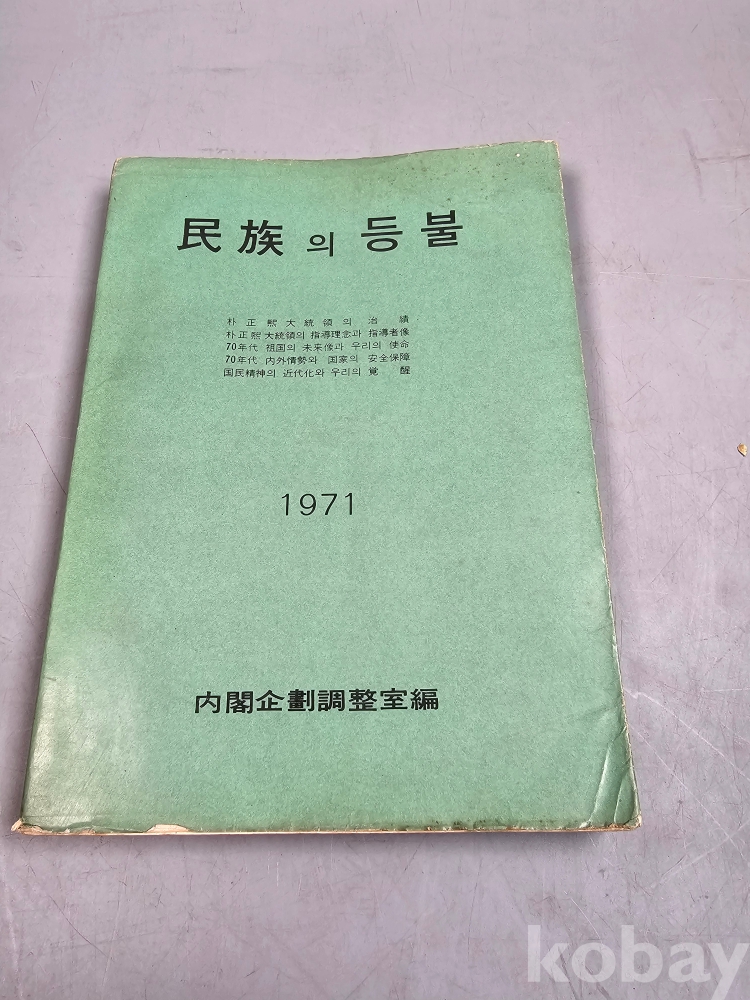 民族의 등불
朴正熙大統領의 治績
朴正熙大統領의 指導理念과 指導者像
70年代 祖国의 未来像과 우리의 使命
70年代 内外情勢와 国家의 安全保障
国民精神의 近代化와 우리의 覚醒
1971
内閣企劃調整室編
kobay